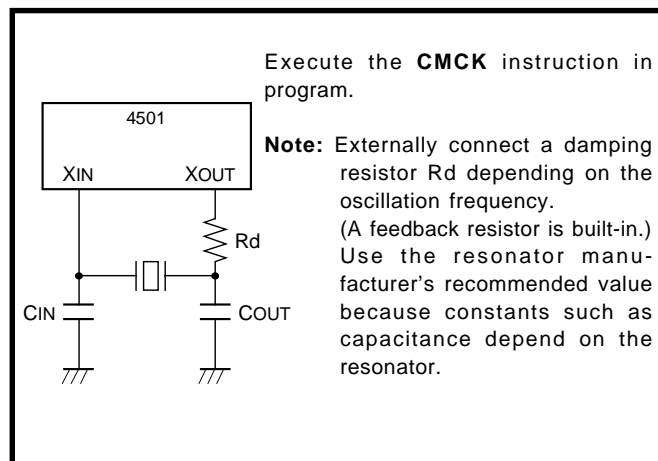 4501
XIN XOUT
Rd
CIN COUT
Execute the CMCK instruction in
program.
Note: Externally connect a damping
resistor Rd depending on the
oscillation frequency.
(A feedback resistor is built-in.)
Use the resonator manu-
facturer's recommended value
because constants such as
capacitance depend on the
resonator.